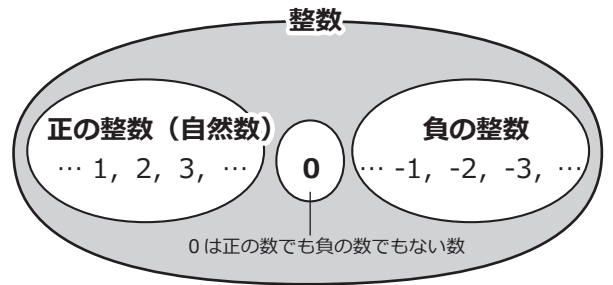 整数
正の整数（自然数）
… 1, 2, 3, …
0
負の整数
… -1, -2, -3, …
0は正の数でも負の数でもない数